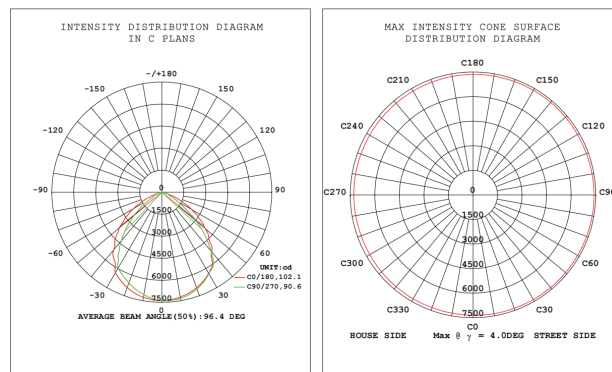 INTENSITY DISTRIBUTION DIAGRAM
IN C PLANS
-/+180
-150
150
-120
120
-90
90
-60
60
-30
30
0
0
1500
3000
4500
6000
7500
UNIT:cd
C0/180,102.1
C90/270,90.6
AVERAGE BEAM ANGLE(50%):96.4 DEG
MAX INTENSITY CONE SURFACE
DISTRIBUTION DIAGRAM
C180
C210
C150
C240
C120
C270
C90
C300
C60
C330
C30
C0
0
1500
3000
4500
6000
7500
HOUSE SIDE Max @ γ = 4.0DEG STREET SIDE